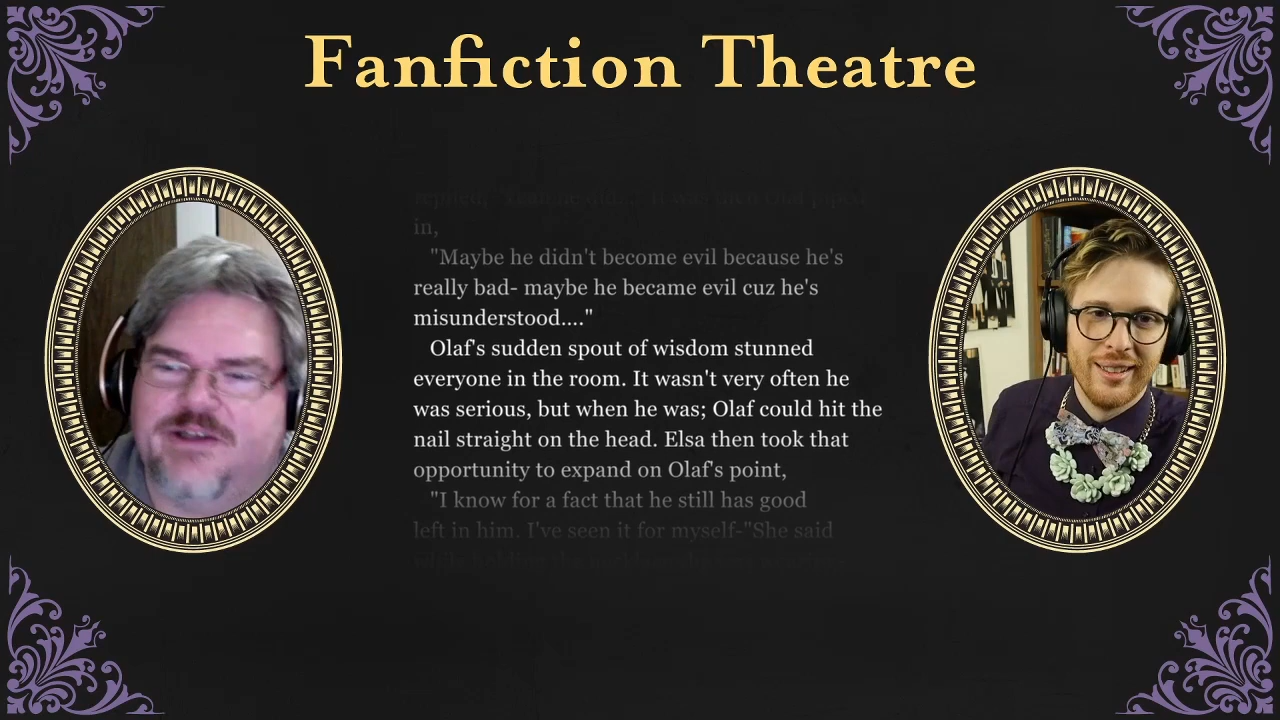 Fanfiction Theatre
in,
"Maybe he didn't become evil because he's
really bad- maybe he became evil cuz he's
misunderstood...."
Olaf's sudden spout of wisdom stunned
everyone in the room. It wasn't very often he
was serious, but when he was; Olaf could hit the
nail straight on the head. Elsa then took that
opportunity to expand on Olaf's point,
"I know for a fact that he still has good
left in him. I've seen it for myself-"She said